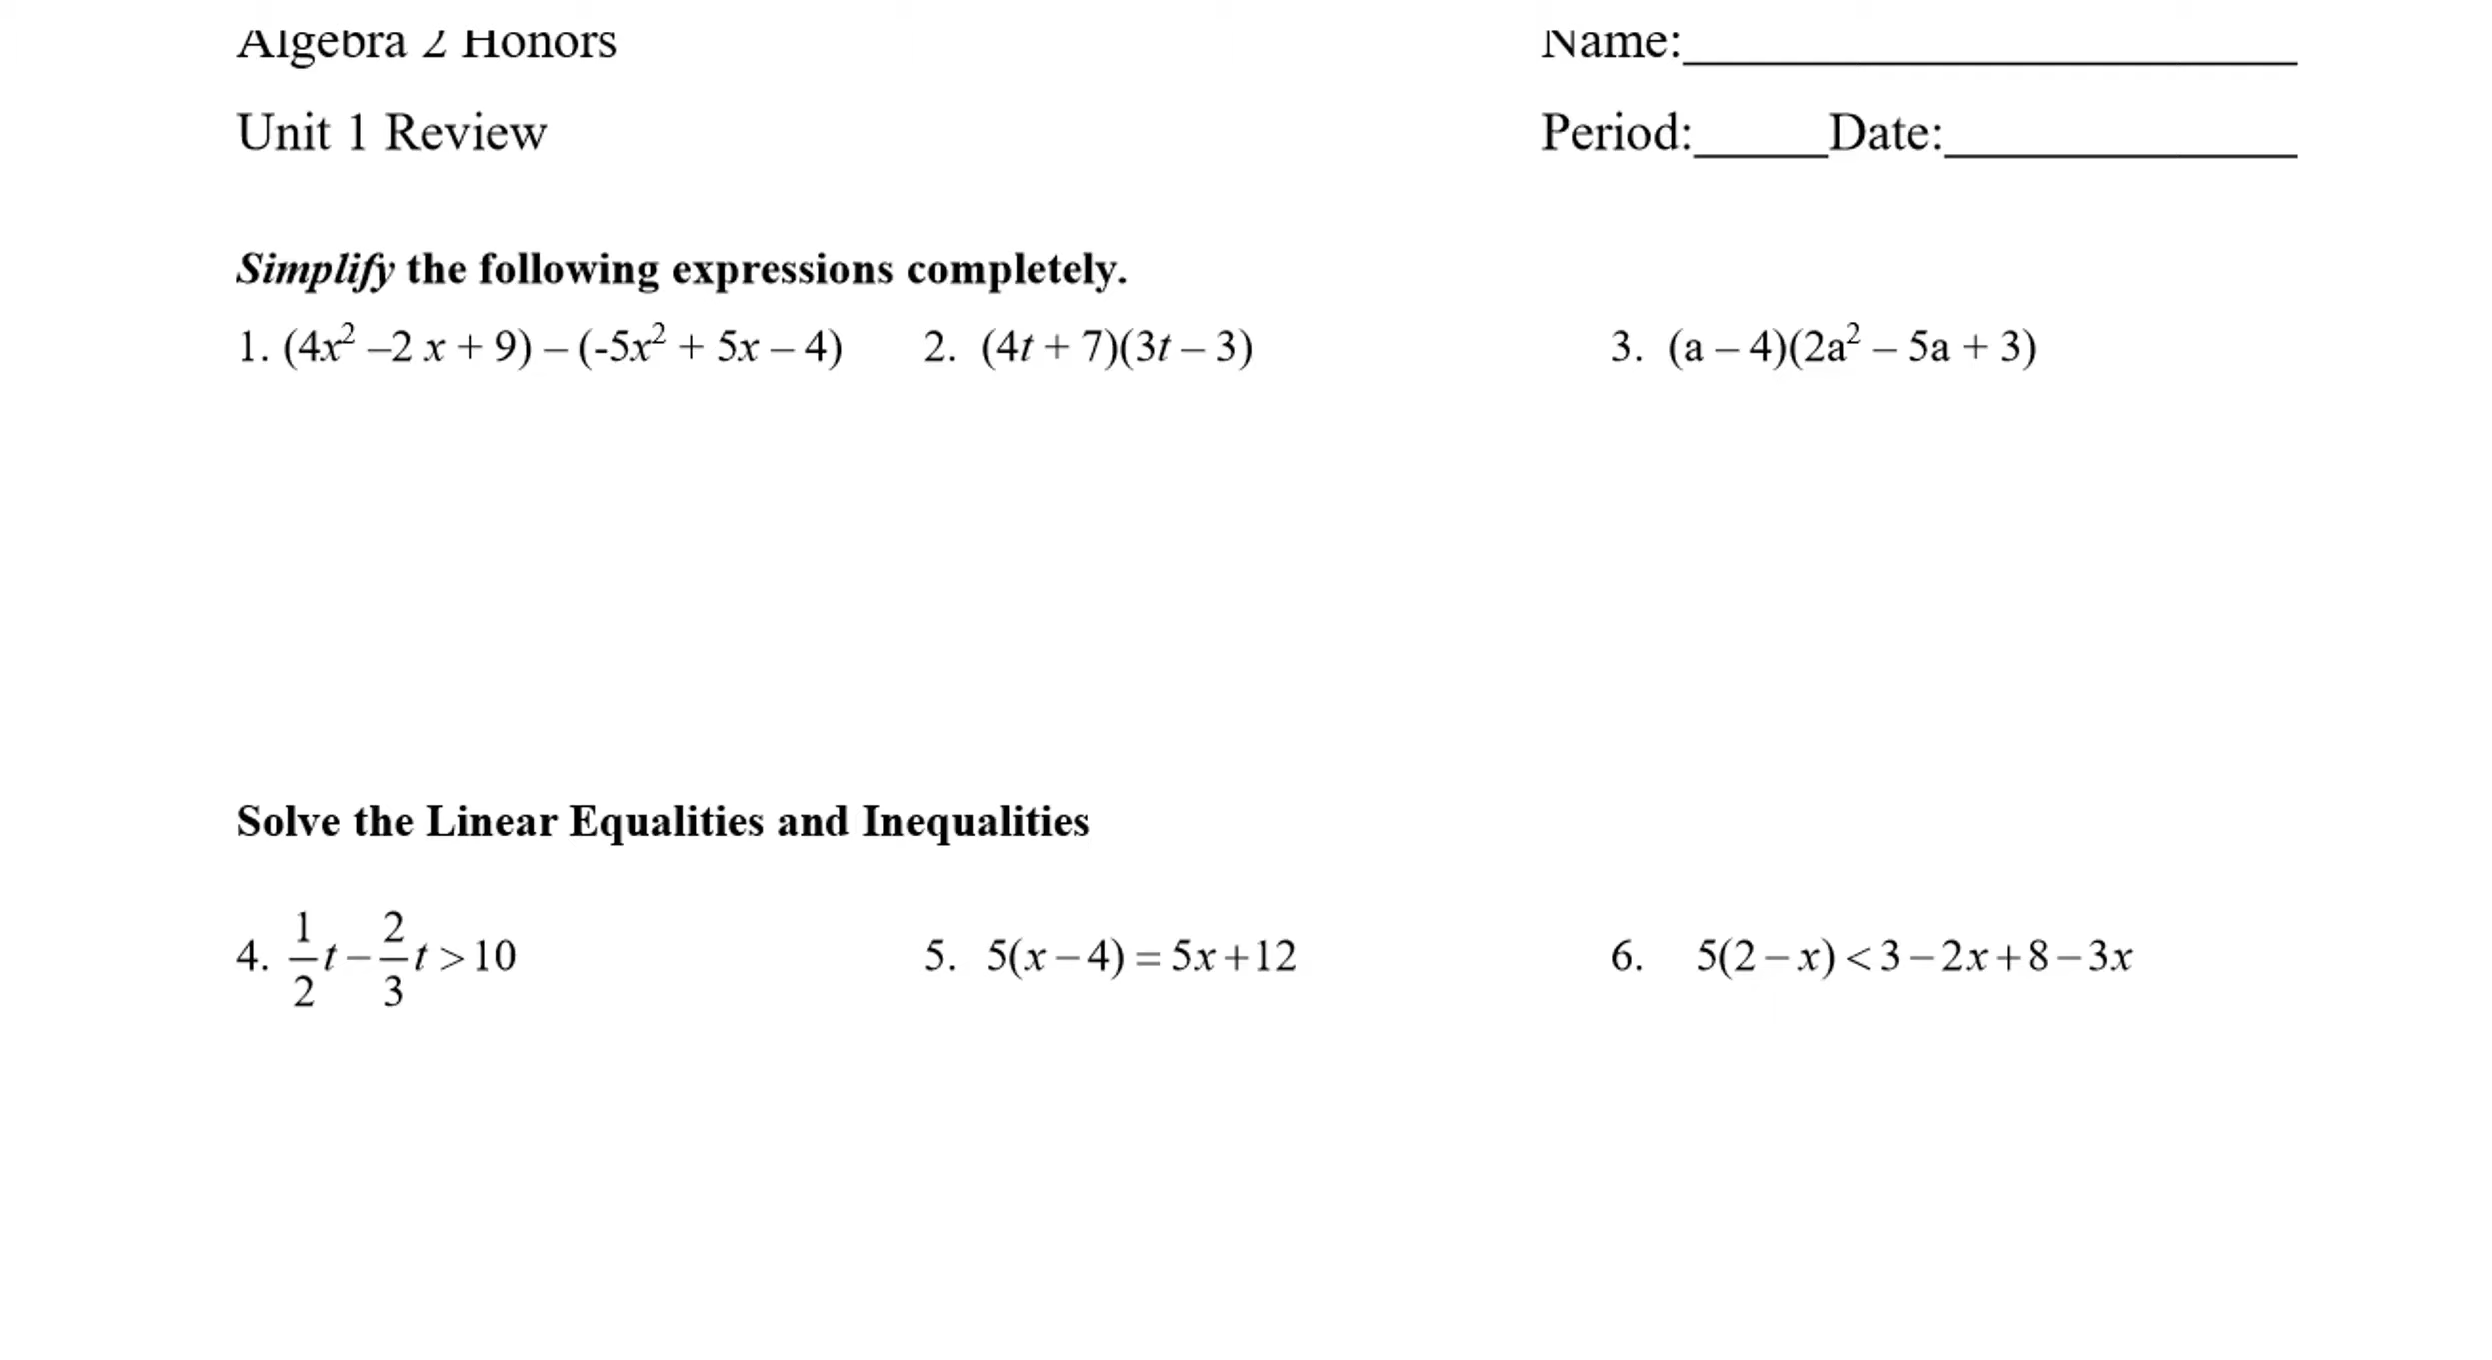 Algebra 2 Honors Name:
Unit 1 Review Period:_____Date:
Simplify the following expressions completely.
1. (4x² –2 x + 9) – (-5x² + 5x – 4) 2. (4t + 7)(3t – 3) 3. (a – 4)(2a² – 5a + 3)
Solve the Linear Equalities and Inequalities
4. 1/2 t – 2/3 t > 10 5. 5(x – 4) = 5x + 12 6. 5(2 – x) < 3 – 2x + 8 – 3x